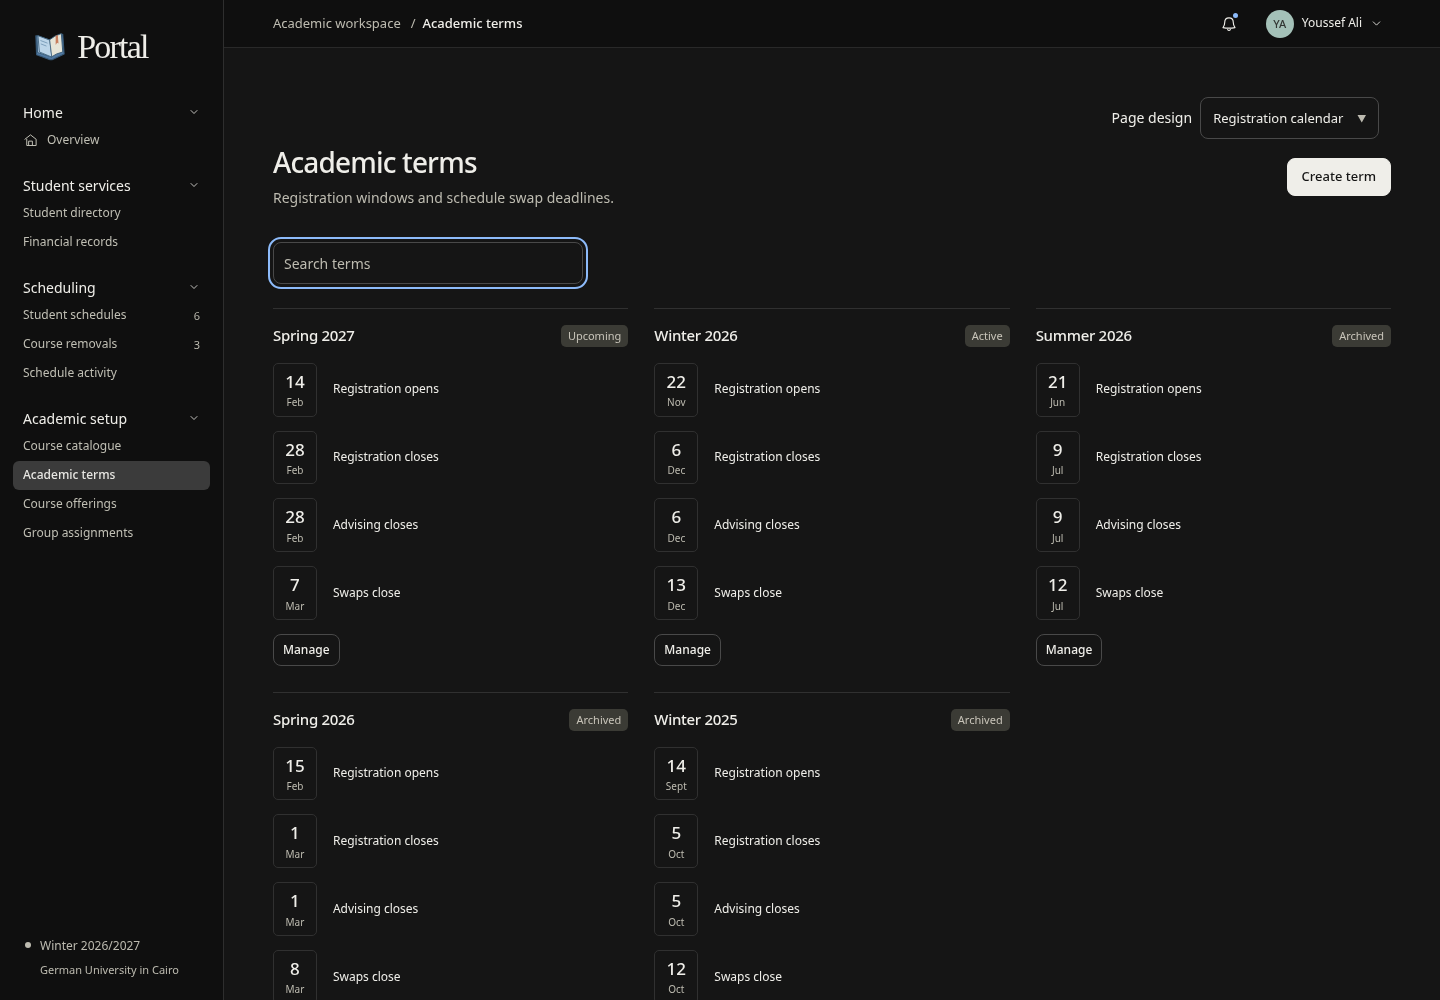 Portal
Home
Overview
Student services
Student directory
Financial records
Scheduling
Student schedules 6
Course removals 3
Schedule activity
Academic setup
Course catalogue
Academic terms
Course offerings
Group assignments
Winter 2026/2027
German University in Cairo
Academic workspace / Academic terms
YA Youssef Ali
Page design Registration calendar
Academic terms
Registration windows and schedule swap deadlines.
Create term
Search terms
Spring 2027 Upcoming
14 Feb Registration opens
28 Feb Registration closes
28 Feb Advising closes
7 Mar Swaps close
Manage
Winter 2026 Active
22 Nov Registration opens
6 Dec Registration closes
6 Dec Advising closes
13 Dec Swaps close
Manage
Summer 2026 Archived
21 Jun Registration opens
9 Jul Registration closes
9 Jul Advising closes
12 Jul Swaps close
Manage
Spring 2026 Archived
15 Feb Registration opens
1 Mar Registration closes
1 Mar Advising closes
8 Mar Swaps close
Winter 2025 Archived
14 Sept Registration opens
5 Oct Registration closes
5 Oct Advising closes
12 Oct Swaps close